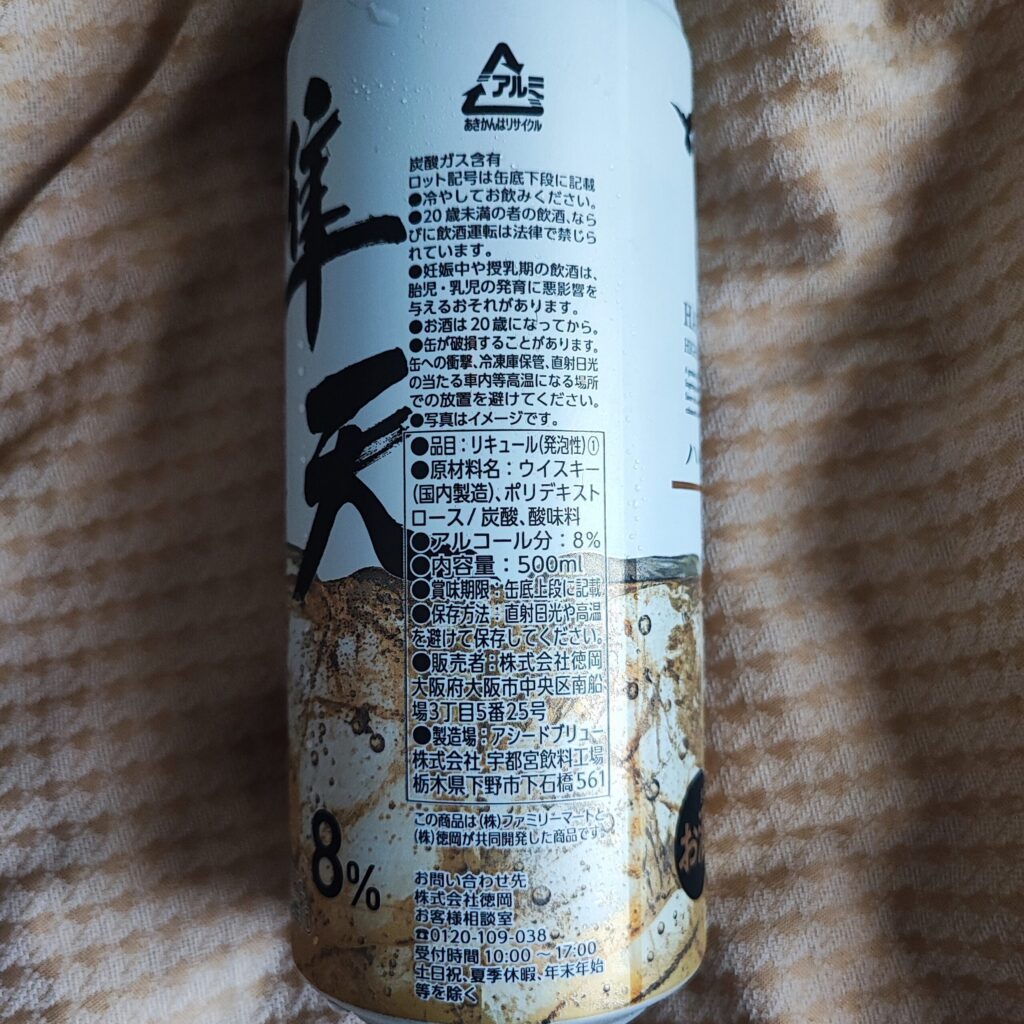 アルミ
あきかんはリサイクル
隼
天
炭酸ガス含有
ロット記号は缶底下段に記載
●冷やしてお飲みください。
●20歳未満の者の飲酒、なら
びに飲酒運転は法律で禁じら
れています。
●妊娠中や授乳期の飲酒は、
胎児・乳児の発育に悪影響を
与えるおそれがあります。
●お酒は20歳になってから。
●缶が破損することがあります。
缶への衝撃、冷凍庫保管、直射日光
の当たる車内等高温になる場所
での放置を避けてください。
●写真はイメージです。
●品目：リキュール(発泡性)①
●原材料名：ウイスキー
(国内製造)、ポリデキスト
ロース/炭酸、酸味料
●アルコール分：8%
●内容量：500ml
●賞味期限：缶底上段に記載
●保存方法：直射日光や高温
を避けて保存してください。
●販売者：株式会社徳岡
大阪府大阪市中央区南船
場3丁目5番25号
●製造場：アシードブリュー
株式会社 宇都宮飲料工場
栃木県下野市下石橋561
この商品は(株)ファミリーマートと
(株)徳岡が共同開発した商品です。
8%
お問い合わせ先
株式会社徳岡
お客様相談室
☎0120-109-038
受付時間 10:00 〜 17:00
土日祝、夏季休暇、年末年始
等を除く